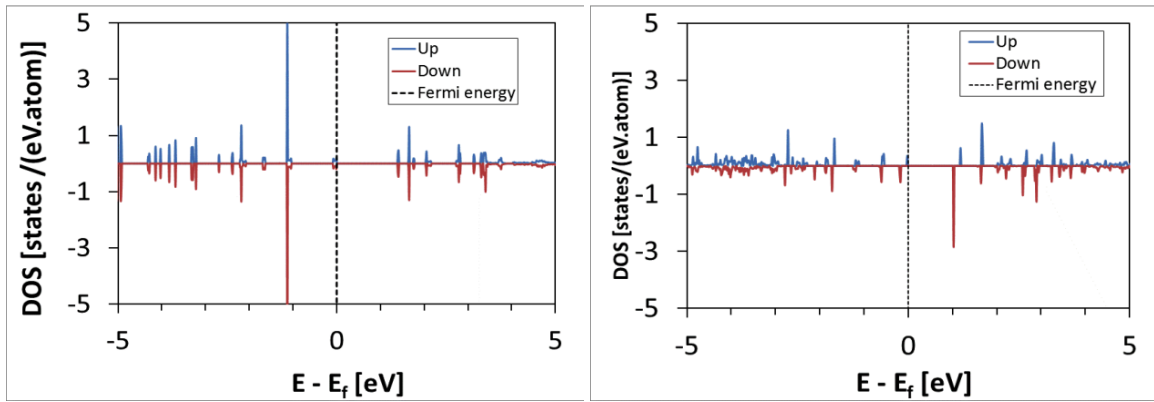 DOS [states /(eV.atom)]
5
3
1
-1
-3
-5
Up
Down
Fermi energy
-5
0
5
E - Ef [eV]
DOS [states/(eV.atom)]
5
3
1
-1
-3
-5
Up
Down
Fermi energy
-5
0
5
E - Ef [eV]